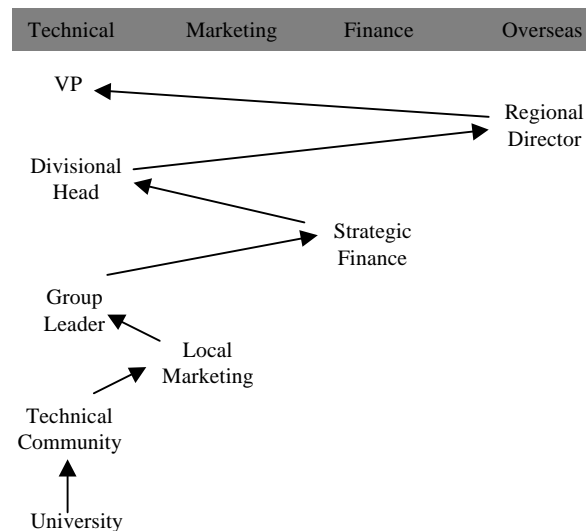 Technical Marketing Finance Overseas
VP
Regional
Director
Divisional
Head
Strategic
Finance
Group
Leader
Local
Marketing
Technical
Community
University